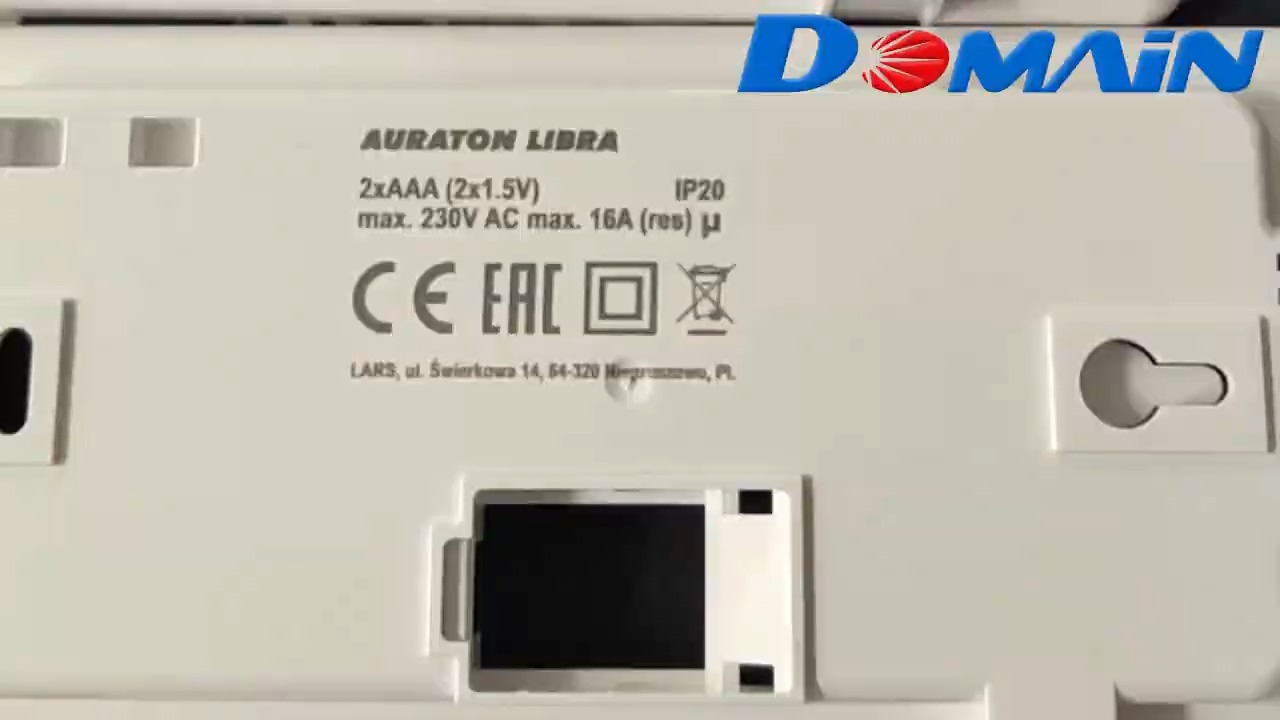 DOMAiN
AURATON LIBRA
2xAAA (2x1.5V) IP20
max. 230V AC max. 16A (res) µ
CE EAC
LARS, ul. Świerkowa 14, 64-320 Niepruszewo, PL